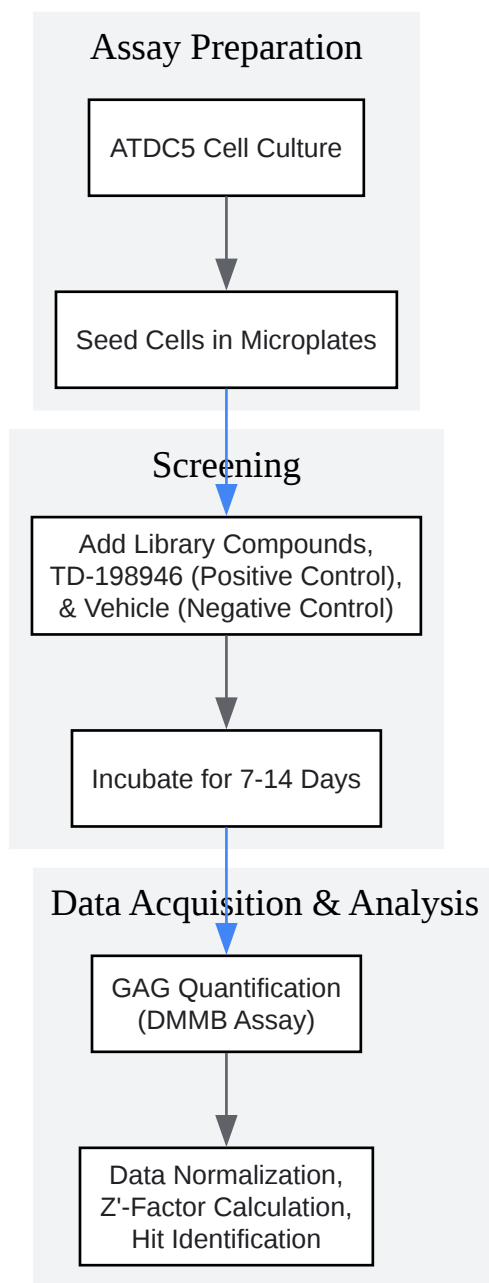 Assay Preparation
ATDC5 Cell Culture
Seed Cells in Microplates
Screening
Add Library Compounds,
TD-198946 (Positive Control),
& Vehicle (Negative Control)
Incubate for 7-14 Days
Data Acquisition & Analysis
GAG Quantification
(DMMB Assay)
Data Normalization,
Z'-Factor Calculation,
Hit Identification